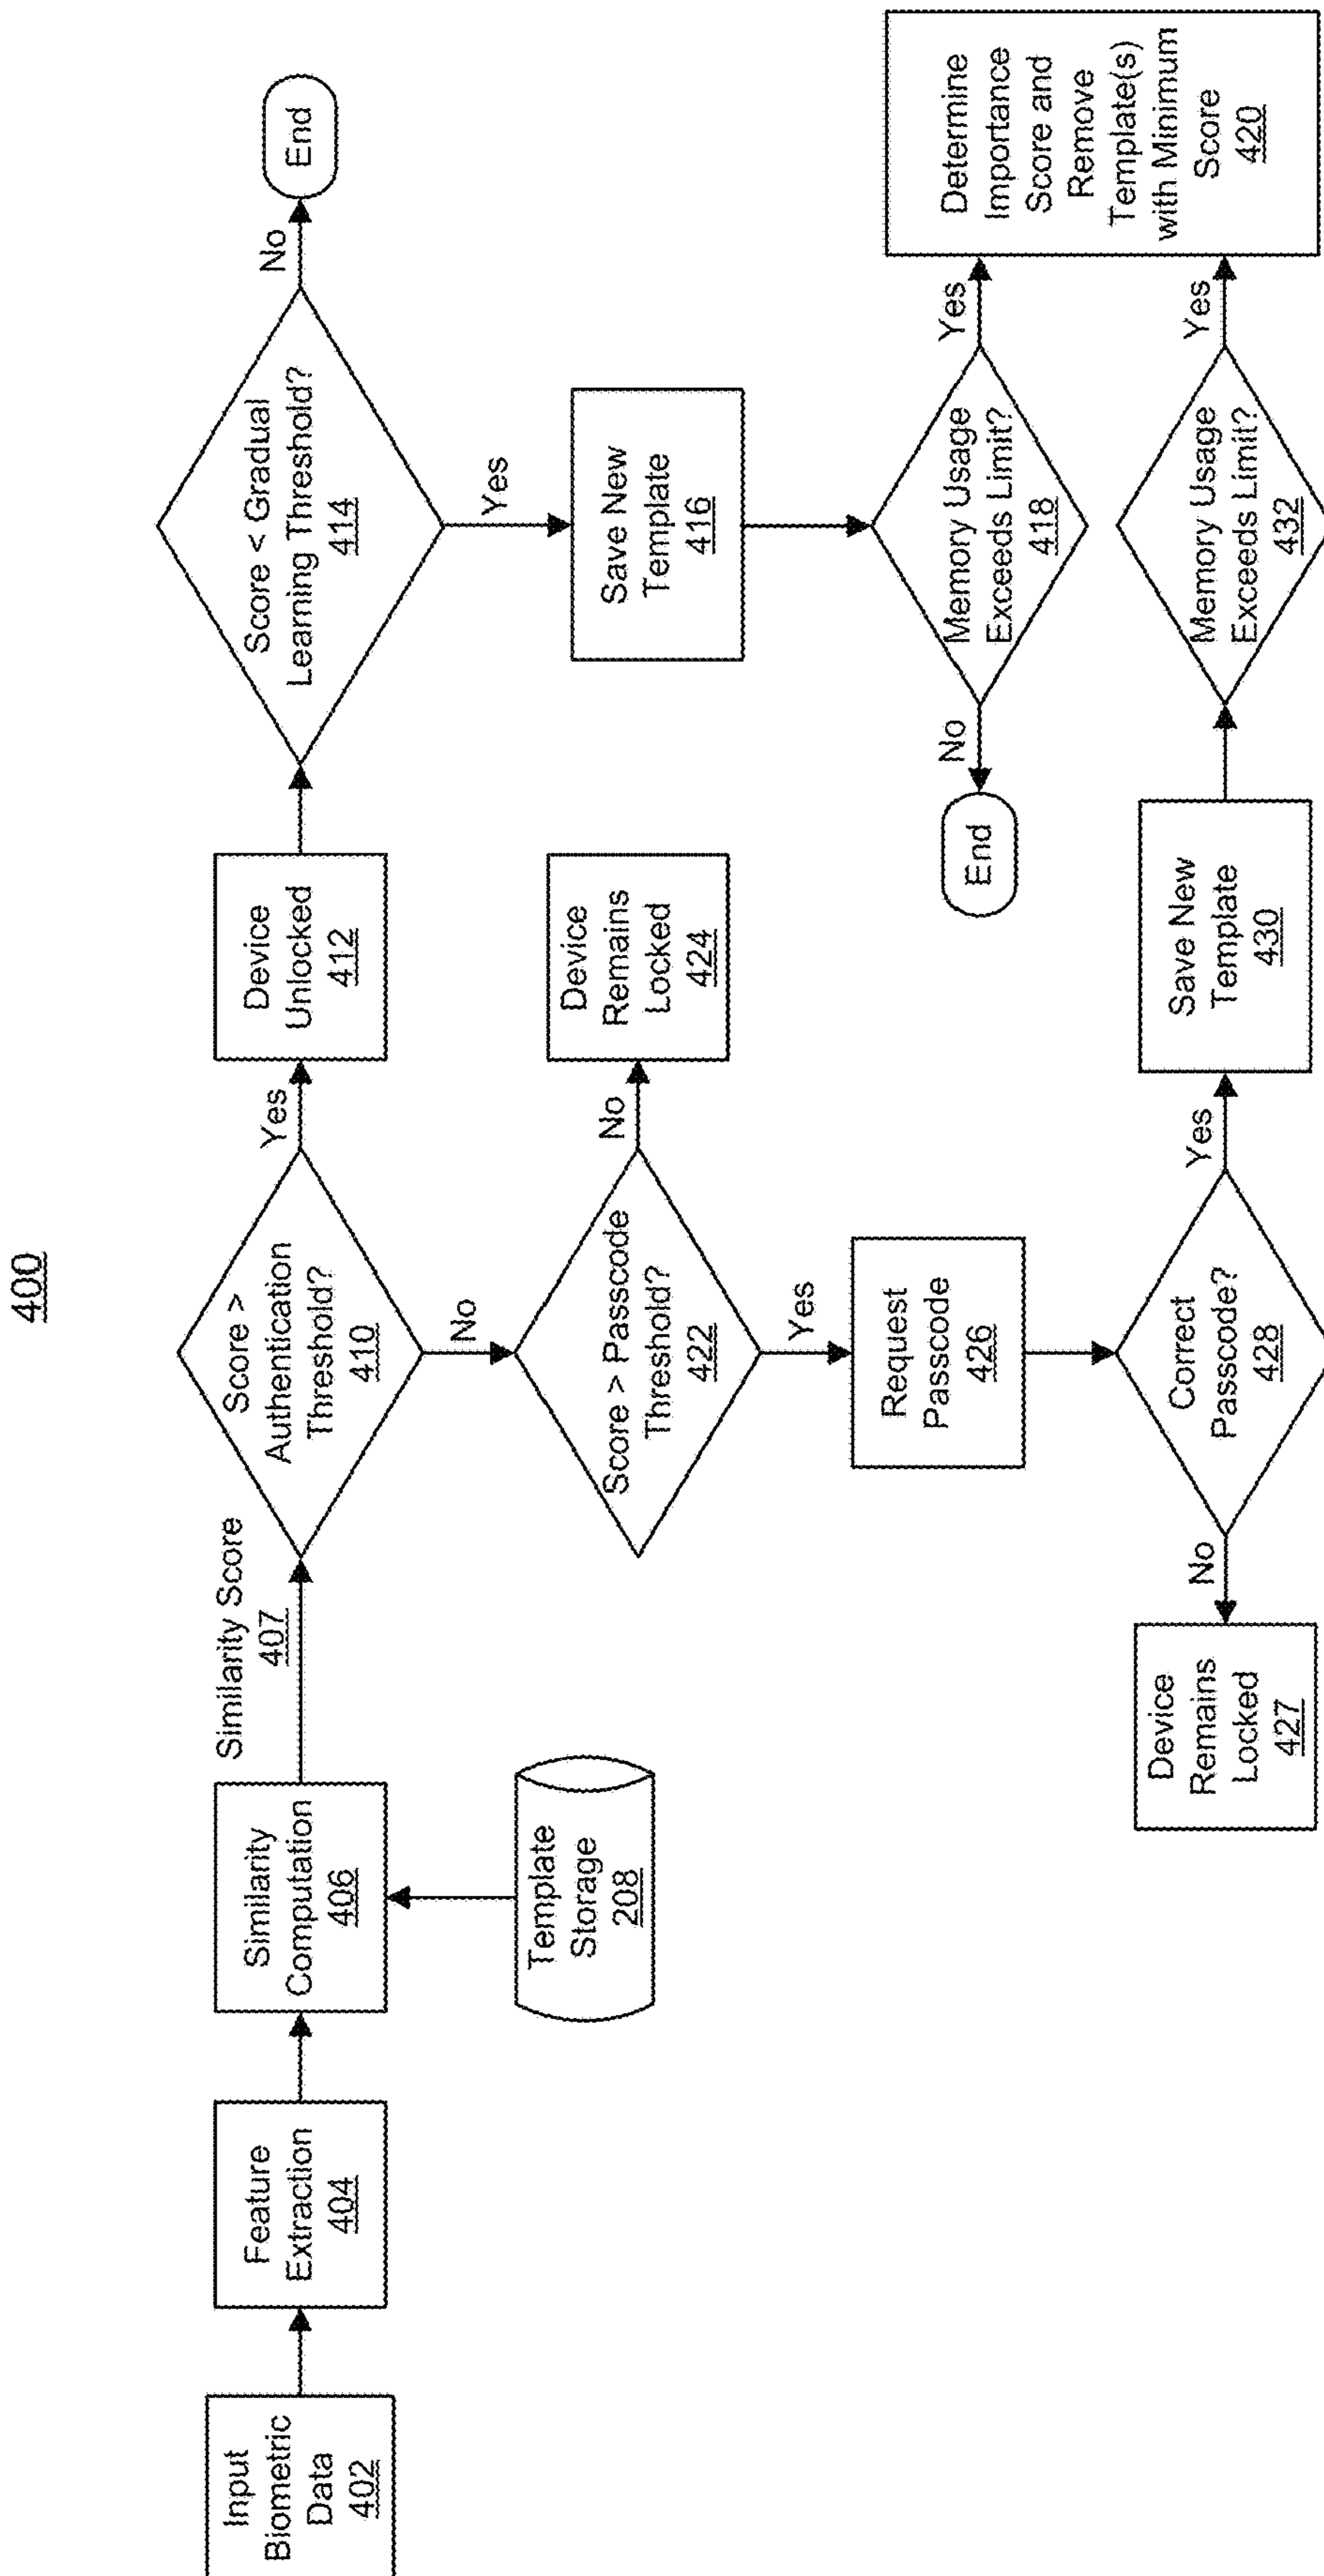 400
Input
Biometric
Data
402
Feature
Extraction
404
Similarity
Computation
406
Template
Storage
208
Similarity Score
407
Score >
Authentication
Threshold?
410
Yes
No
Device
Unlocked
412
Score < Gradual
Learning Threshold?
414
No
End
Yes
Save New
Template
416
Memory Usage
Exceeds Limit?
418
No
End
Yes
Determine
Importance
Score and
Remove
Template(s)
with Minimum
Score
420
Score > Passcode
Threshold?
422
No
Device
Remains
Locked
424
Yes
Request
Passcode
426
Correct
Passcode?
428
No
Device
Remains
Locked
427
Yes
Save New
Template
430
Memory Usage
Exceeds Limit?
432
Yes